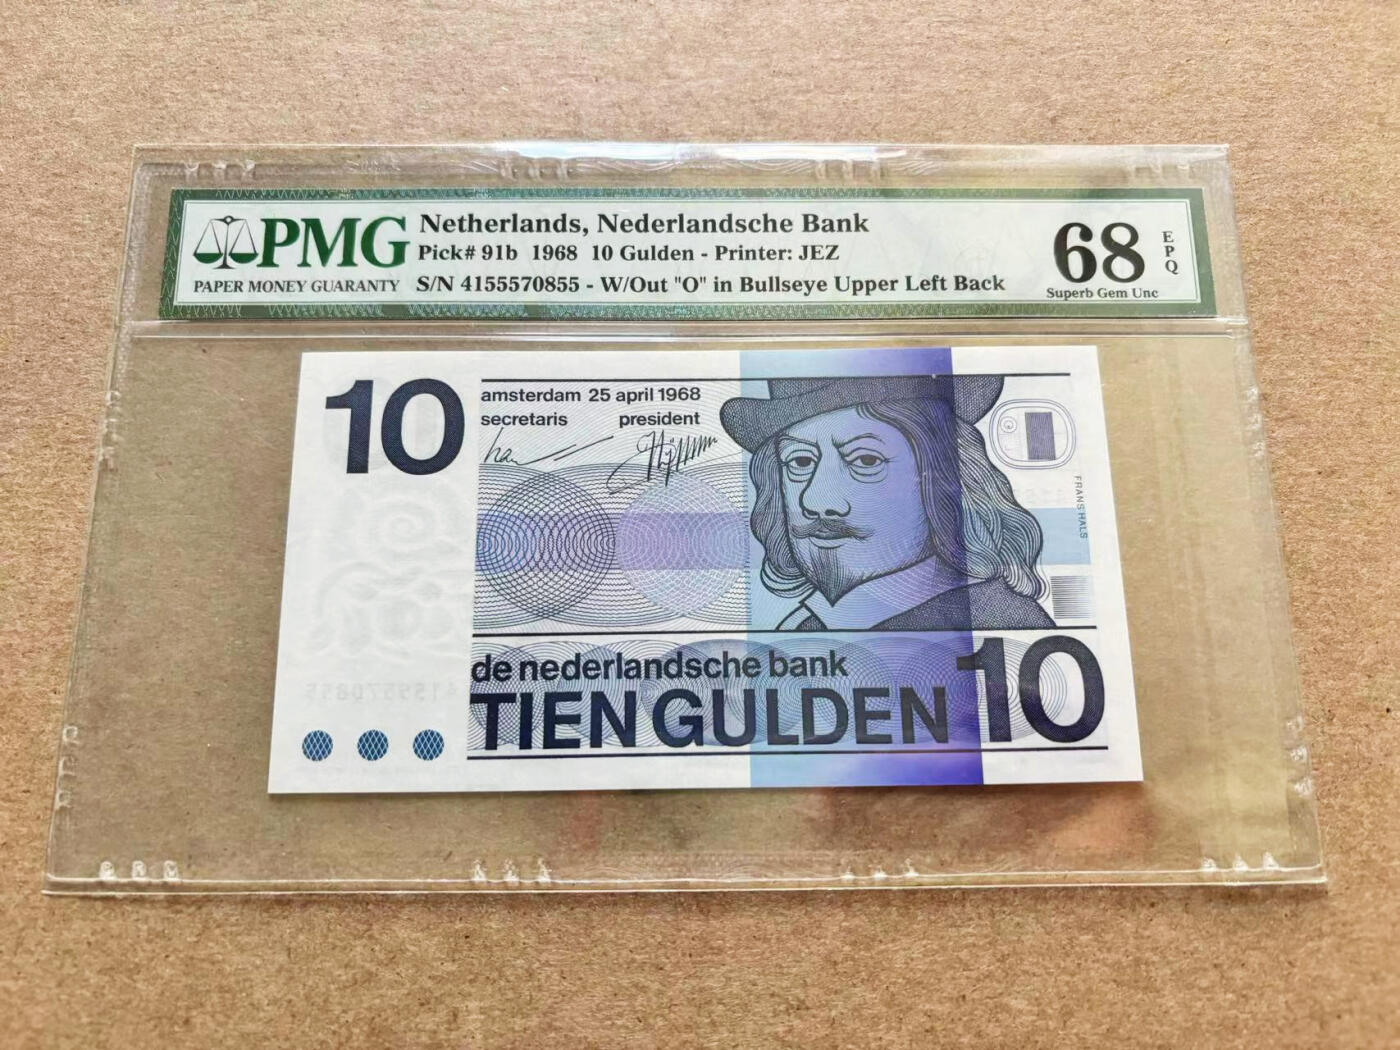 PMG
PAPER MONEY GUARANTY
Netherlands, Nederlandsche Bank
Pick# 91b 1968 10 Gulden - Printer: JEZ
S/N 4155570855 - W/Out "O" in Bullseye Upper Left Back
68
EPQ
Superb Gem Unc
10
amsterdam 25 april 1968
secretaris president
FRANS HALS
de nederlandsche bank
TIEN GULDEN
10